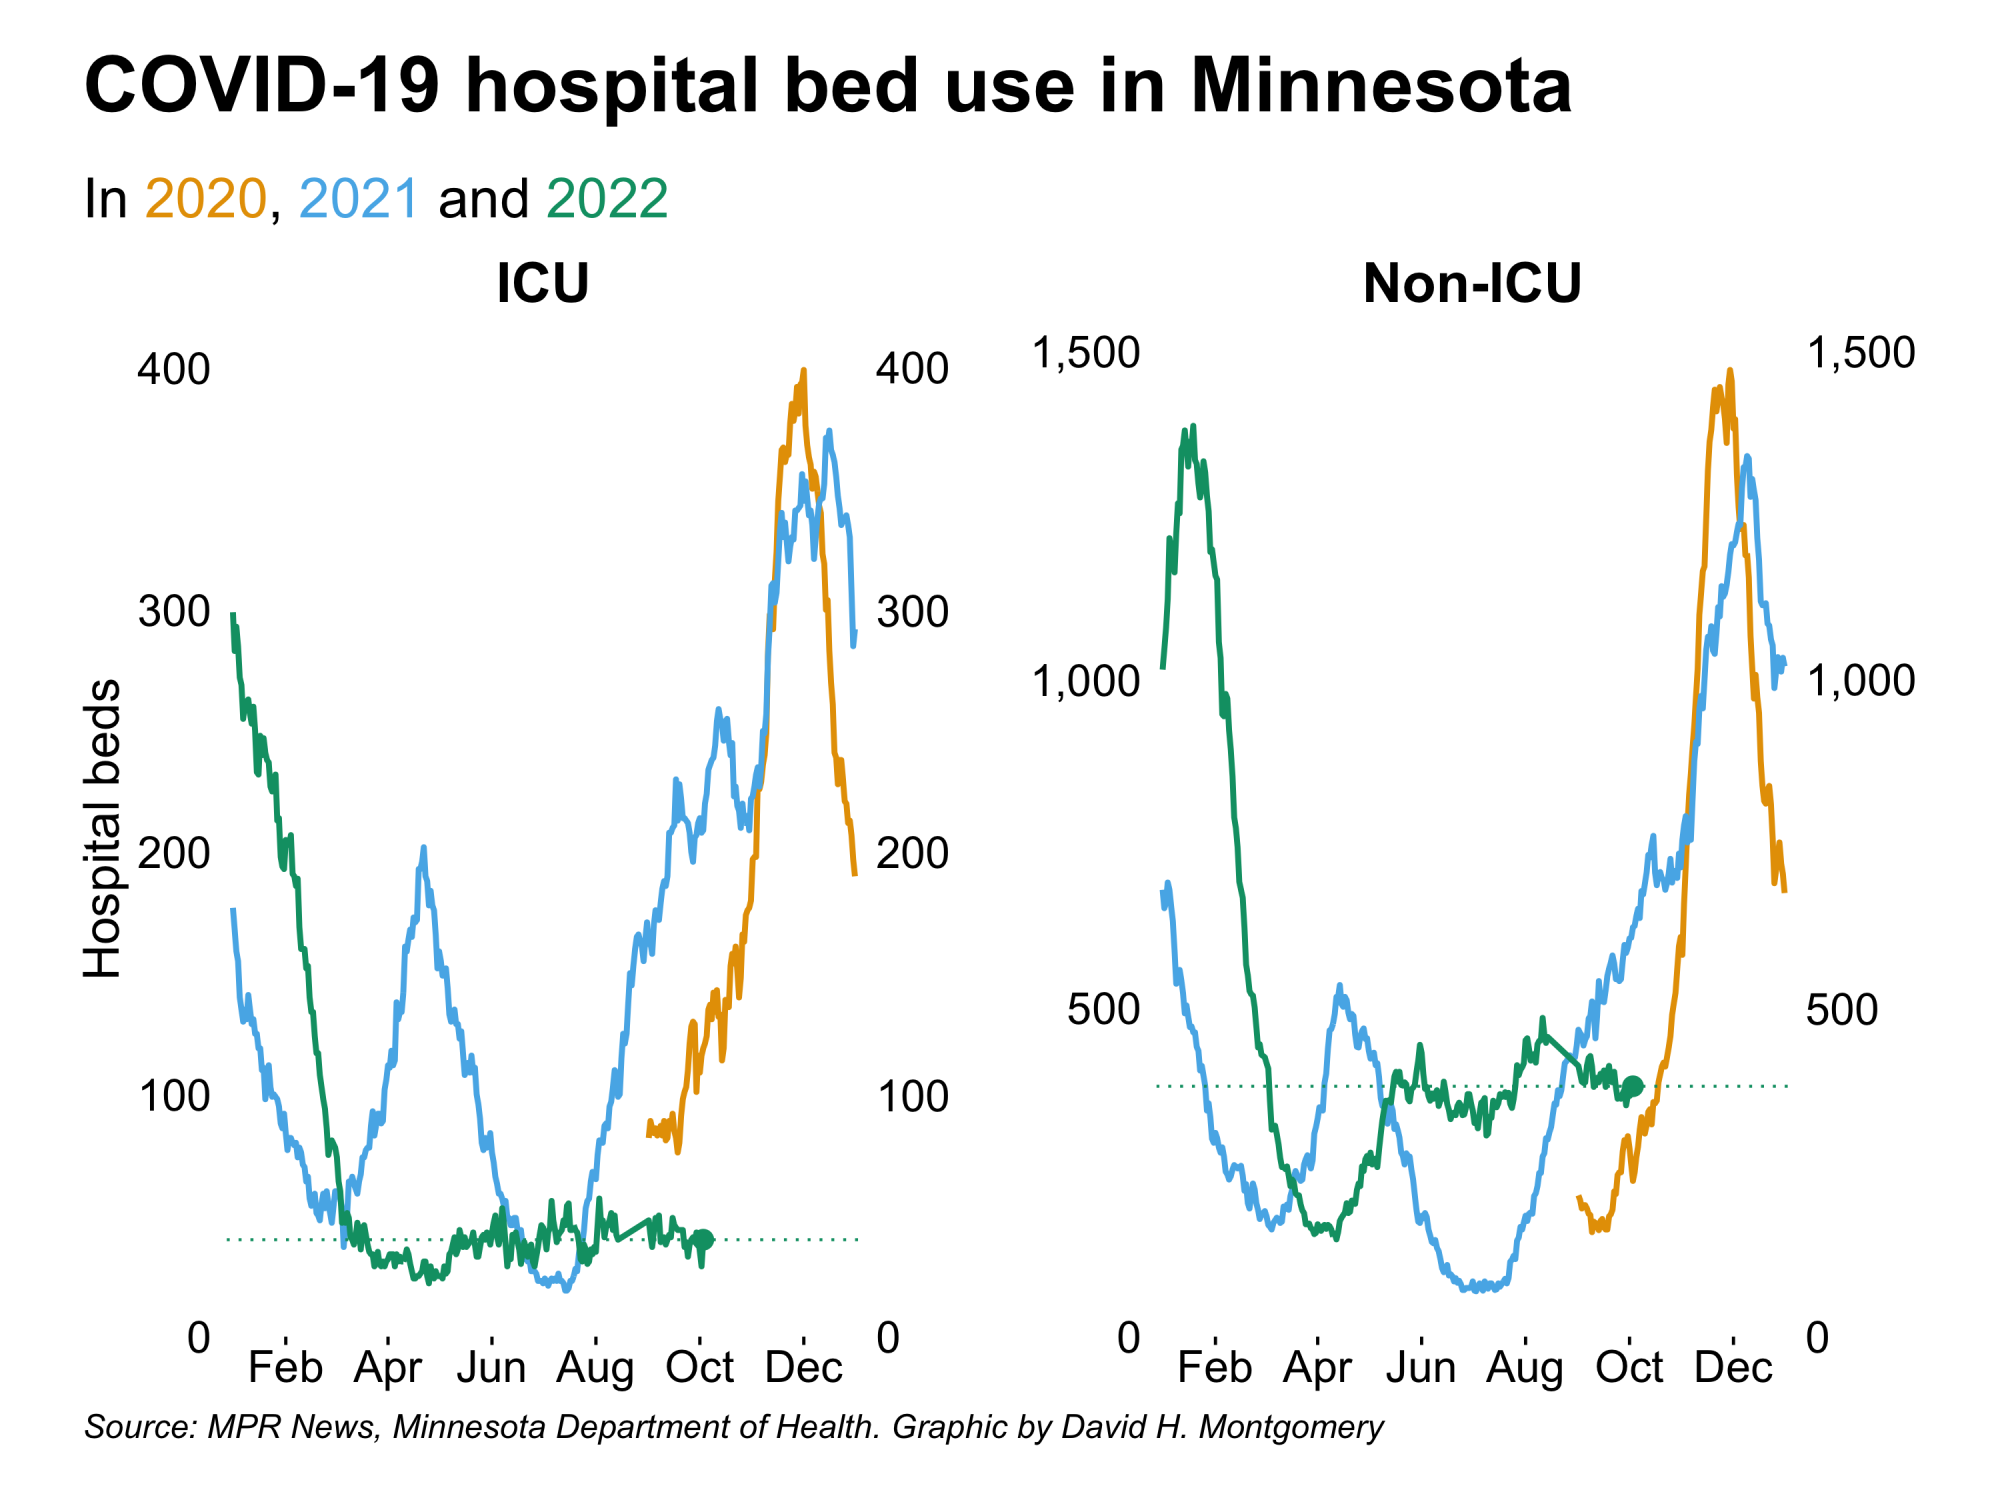 COVID-19 hospital bed use in Minnesota
In 2020, 2021 and 2022
ICU
Non-ICU
Hospital beds
400
300
200
100
0
400
300
200
100
0
Feb Apr Jun Aug Oct Dec
1,500
1,000
500
0
1,500
1,000
500
0
Feb Apr Jun Aug Oct Dec
Source: MPR News, Minnesota Department of Health. Graphic by David H. Montgomery